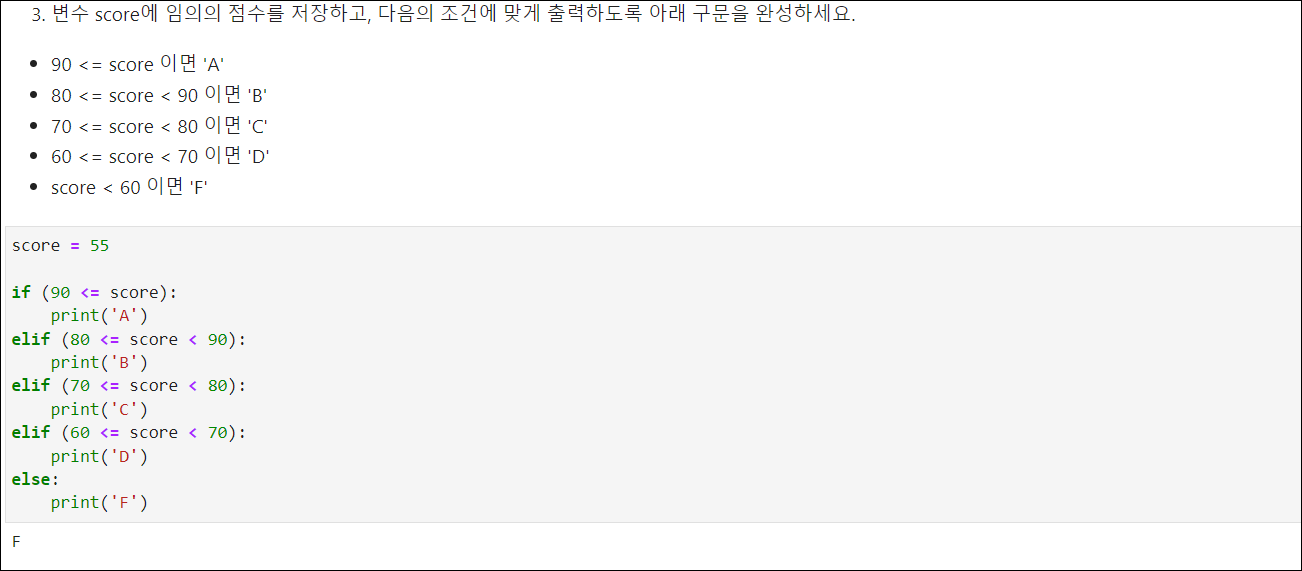 3. 변수 score에 임의의 점수를 저장하고, 다음의 조건에 맞게 출력하도록 아래 구문을 완성하세요.
• 90 <= score 이면 'A'
• 80 <= score < 90 이면 'B'
• 70 <= score < 80 이면 'C'
• 60 <= score < 70 이면 'D'
• score < 60 이면 'F'
score = 55
if (90 <= score):
    print('A')
elif (80 <= score < 90):
    print('B')
elif (70 <= score < 80):
    print('C')
elif (60 <= score < 70):
    print('D')
else:
    print('F')
F